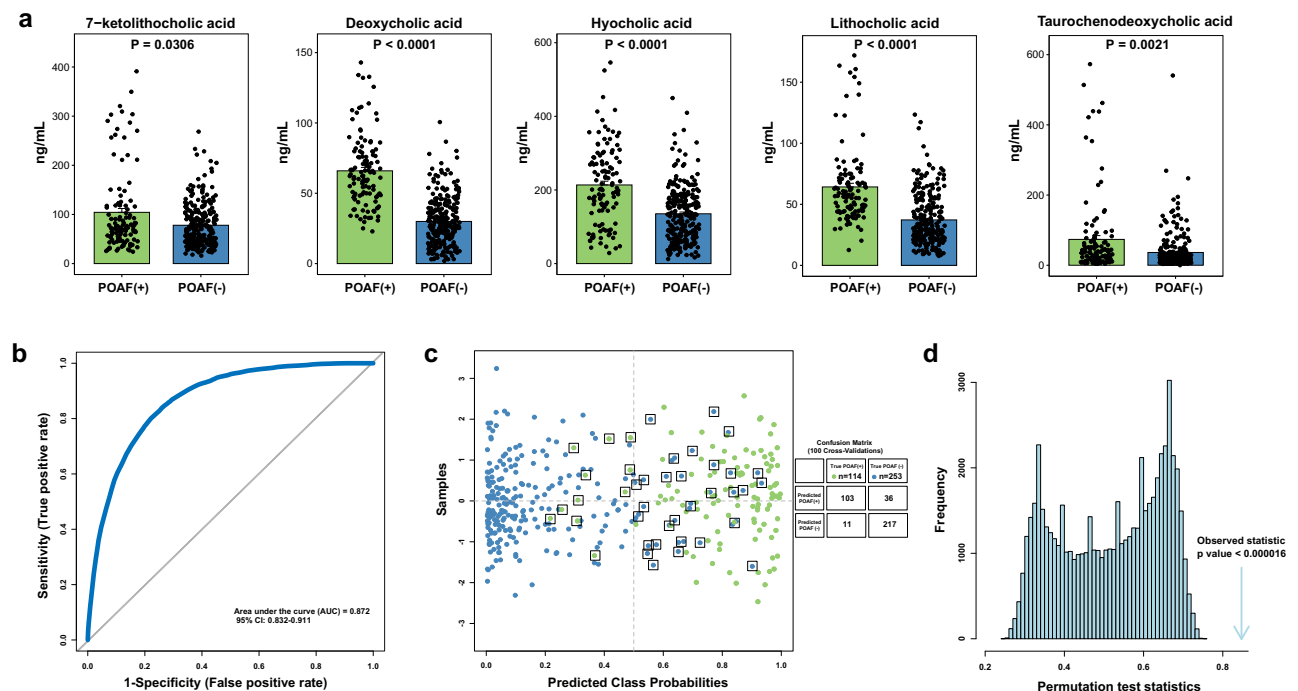 a
7−ketolithocholic acid
P = 0.0306
ng/mL
400
300
200
100
0
POAF(+) POAF(-)
Deoxycholic acid
P < 0.0001
ng/mL
150
100
50
0
POAF(+) POAF(-)
Hyocholic acid
P < 0.0001
ng/mL
600
400
200
0
POAF(+) POAF(-)
Lithocholic acid
P <0.0001
ng/mL
150
100
50
0
POAF(+) POAF(-)
Taurochenodeoxycholic acid
P = 0.0021
ng/mL
600
400
200
0
POAF(+) POAF(-)
b
Sensitivity (True positive rate)
1.0
0.8
0.6
0.4
0.2
0.0
Area under the curve (AUC) = 0.872
95% CI: 0.832-0.911
0.0 0.2 0.4 0.6 0.8 1.0
1-Specificity (False positive rate)
c
Samples
3
2
1
0
-1
-2
-3
0.0 0.2 0.4 0.6 0.8 1.0
Predicted Class Probabilities
Confusion Matrix
(100 Cross-Validations)
True POAF(+) True POAF (-)
n=114 n=253
Predicted
POAF(+)
103 36
Predicted
POAF (-)
11 217
d
Frequency
3000
2000
1000
0
Observed statistic
p value < 0.000016
0.2 0.4 0.6 0.8
Permutation test statistics